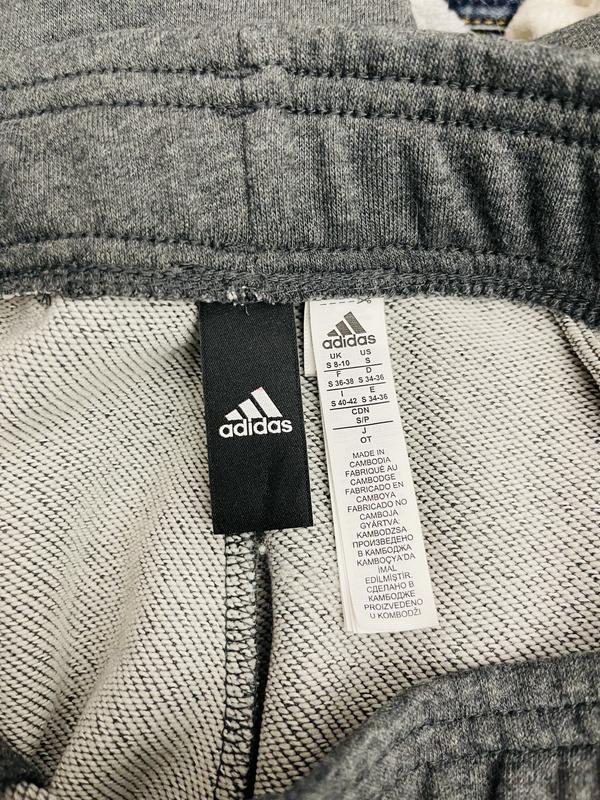 adidas
adidas
UK US
S 8-10 S
F D
S 36-38 S 34-36
I E
S 40-42 S 34-36
CDN
S/P
J
OT
MADE IN
CAMBODIA
FABRIQUÉ AU
CAMBODGE
FABRICADO EN
CAMBOYA
FABRICADO NO
CAMBOJA
GYÁRTVA:
KAMBODZSA
ПРОИЗВЕДЕНО
В КАМБОДЖА
KAMBOÇYA'DA
İMAL
EDİLMİŞTİR.
СДЕЛАНО В
КАМБОДЖЕ
PROIZVEDENO
U KOMBODŽI